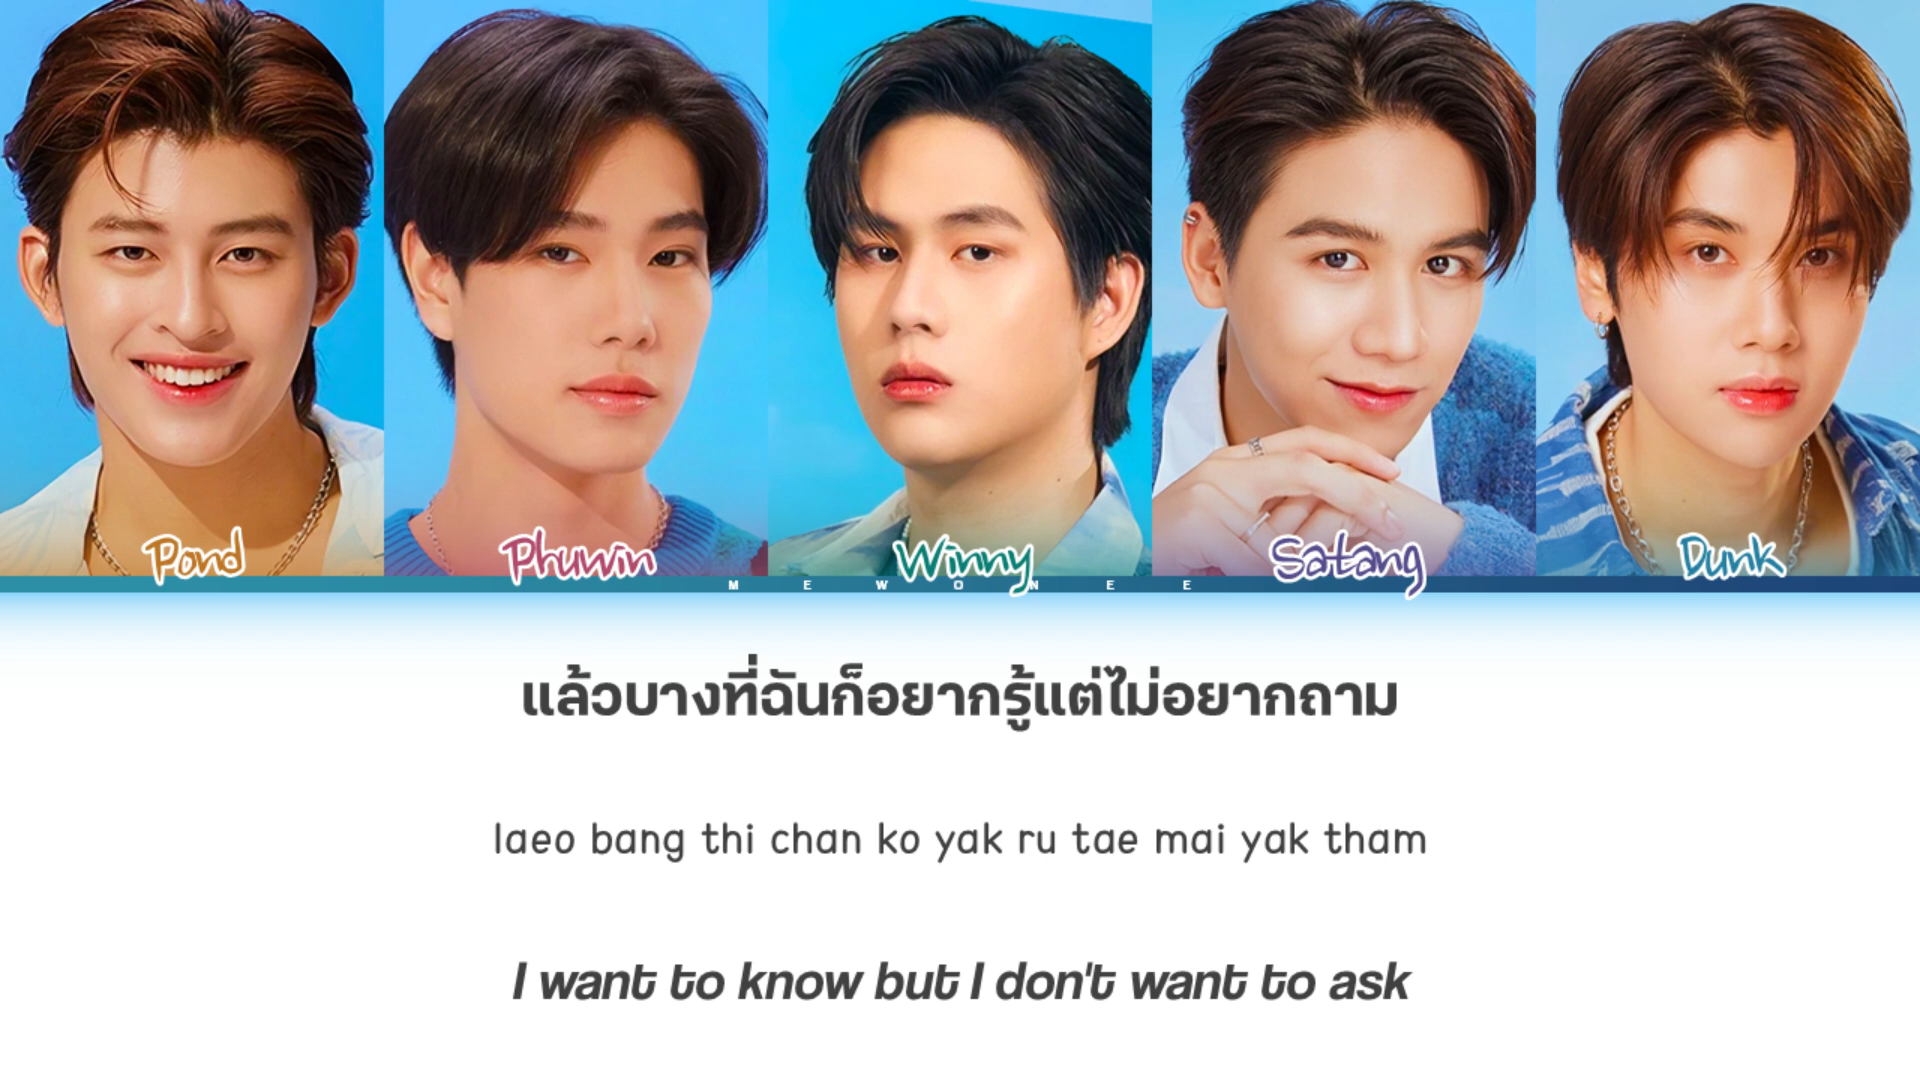 Pond Phuwin Winny Satang Dunk
MEWONEE
แล้วบางที่ฉันก็อยากรู้แต่ไม่อยากถาม
laeo bang thi chan ko yak ru tae mai yak tham
I want to know but I don't want to ask